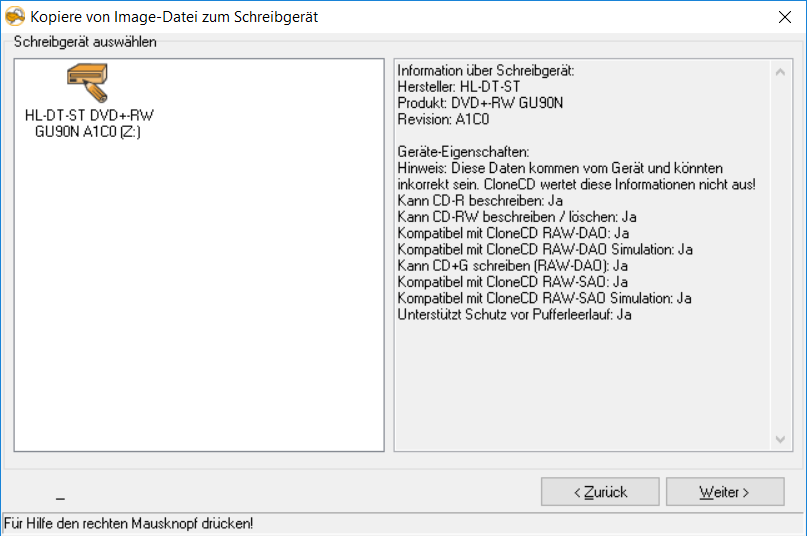 Kopiere von Image-Datei zum Schreibgerät
Schreibgerät auswählen
HL-DT-ST DVD+-RW
GU90N A1C0 (Z:)
Information über Schreibgerät:
Hersteller: HL-DT-ST
Produkt: DVD+-RW GU90N
Revision: A1C0
Geräte-Eigenschaften:
Hinweis: Diese Daten kommen vom Gerät und könnten
inkorrekt sein. CloneCD wertet diese Informationen nicht aus!
Kann CD-R beschreiben: Ja
Kann CD-RW beschreiben / löschen: Ja
Kompatibel mit CloneCD RAW-DAO: Ja
Kompatibel mit CloneCD RAW-DAO Simulation: Ja
Kann CD+G schreiben (RAW-DAO): Ja
Kompatibel mit CloneCD RAW-SAO: Ja
Kompatibel mit CloneCD RAW-SAO Simulation: Ja
Unterstützt Schutz vor Pufferleerlauf: Ja
< Zurück
Weiter >
Für Hilfe den rechten Mausknopf drücken!